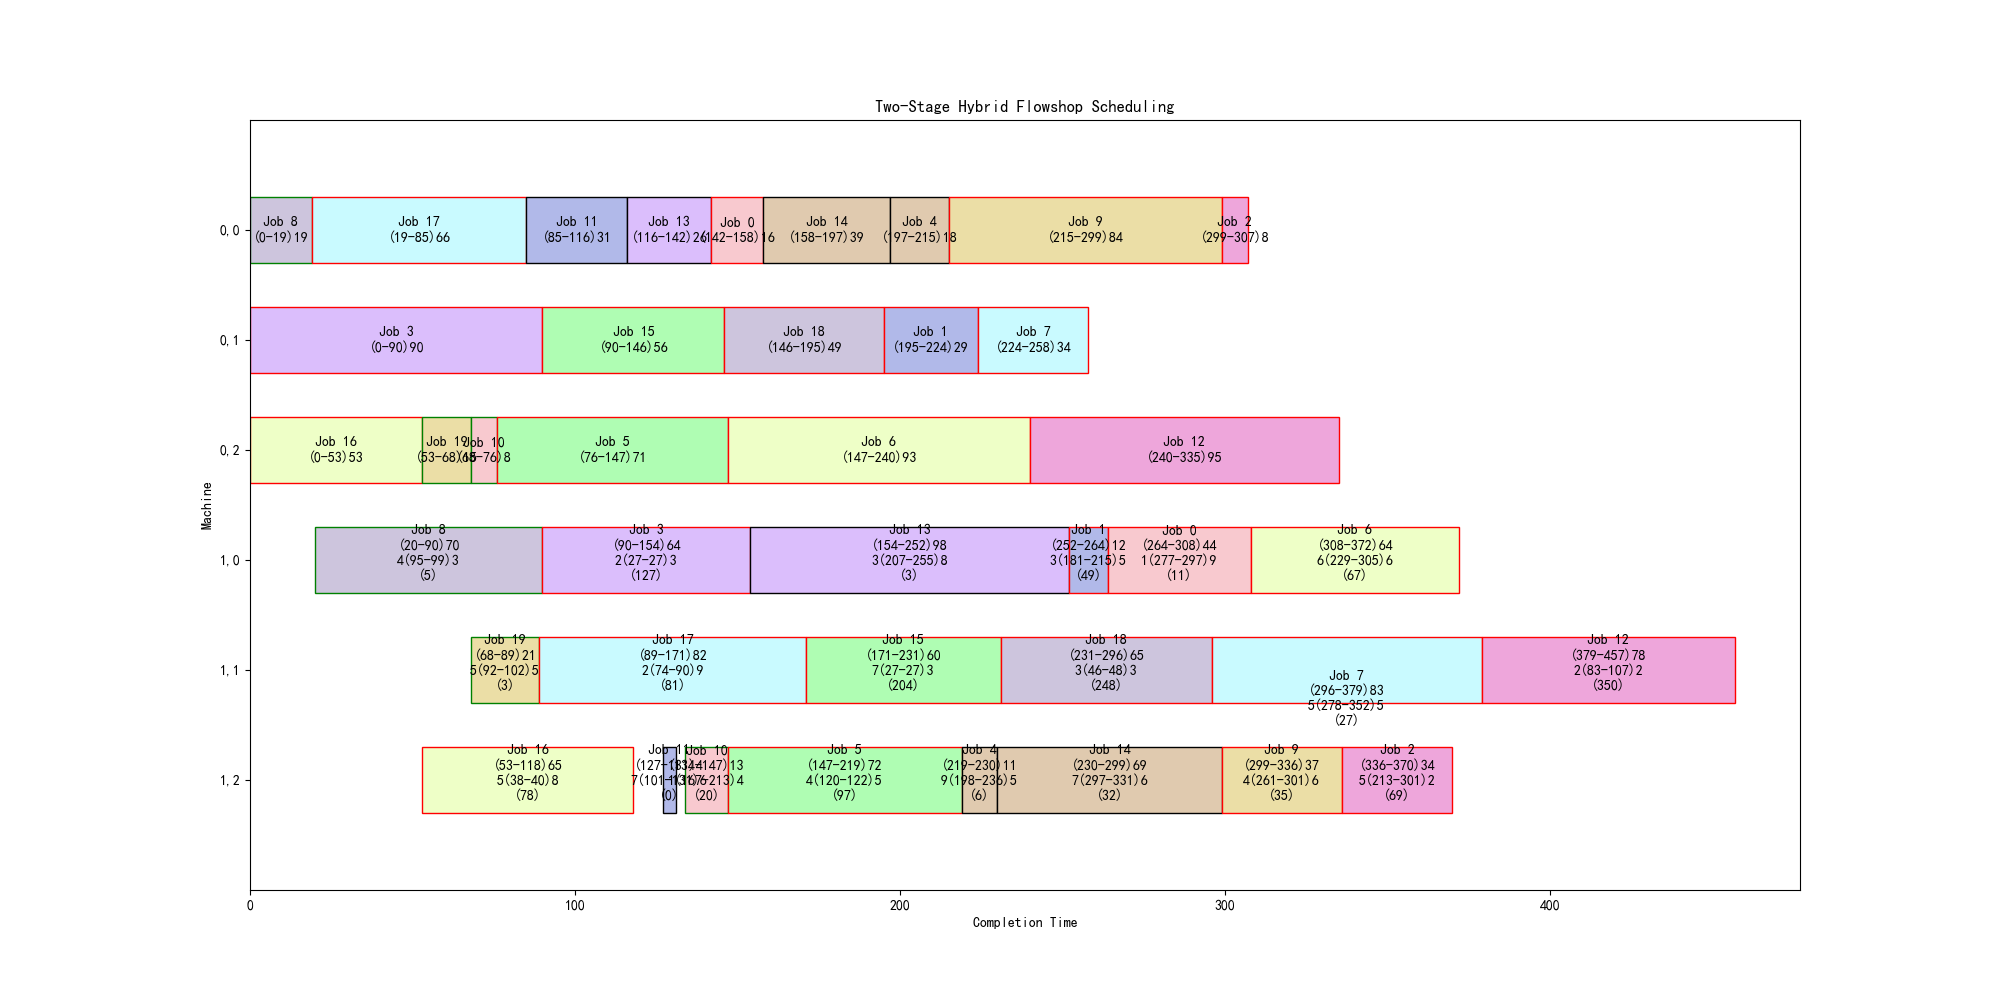 Two-Stage Hybrid Flowshop Scheduling
Machine
0,0
Job 8
(0-19)19
Job 17
(19-85)66
Job 11
(85-116)31
Job 13
(116-142)26
Job 0
(142-158)16
Job 14
(158-197)39
Job 4
(197-215)18
Job 9
(215-299)84
Job 2
(299-307)8
0,1
Job 3
(0-90)90
Job 15
(90-146)56
Job 18
(146-195)49
Job 1
(195-224)29
Job 7
(224-258)34
0,2
Job 16
(0-53)53
Job 19
(53-68)15
Job 10
(68-76)8
Job 5
(76-147)71
Job 6
(147-240)93
Job 12
(240-335)95
1,0
Job 8
(20-90)70
4(95-99)3
(5)
Job 3
(90-154)64
2(27-27)3
(127)
Job 13
(154-252)98
3(207-255)8
(3)
Job 1
(252-264)12
3(181-215)5
(49)
Job 0
(264-308)44
1(277-297)9
(11)
Job 6
(308-372)64
6(229-305)6
(67)
1,1
Job 19
(68-89)21
5(92-102)5
(3)
Job 17
(89-171)82
2(74-90)9
(81)
Job 15
(171-231)60
7(27-27)3
(204)
Job 18
(231-296)65
3(46-48)3
(248)
Job 7
(296-379)83
5(278-352)5
(27)
Job 12
(379-457)78
2(83-107)2
(350)
1,2
Job 16
(53-118)65
5(38-40)8
(78)
Job 11
(127-131)4
(0)
Job 10
(134-147)13
(20)
Job 5
(147-219)72
4(120-122)5
(97)
Job 4
(219-230)11
9(198-236)5
(6)
Job 14
(230-299)69
7(297-331)6
(32)
Job 9
(299-336)37
4(261-301)6
(35)
Job 2
(336-370)34
5(213-301)2
(69)
0
100
200
300
400
Completion Time